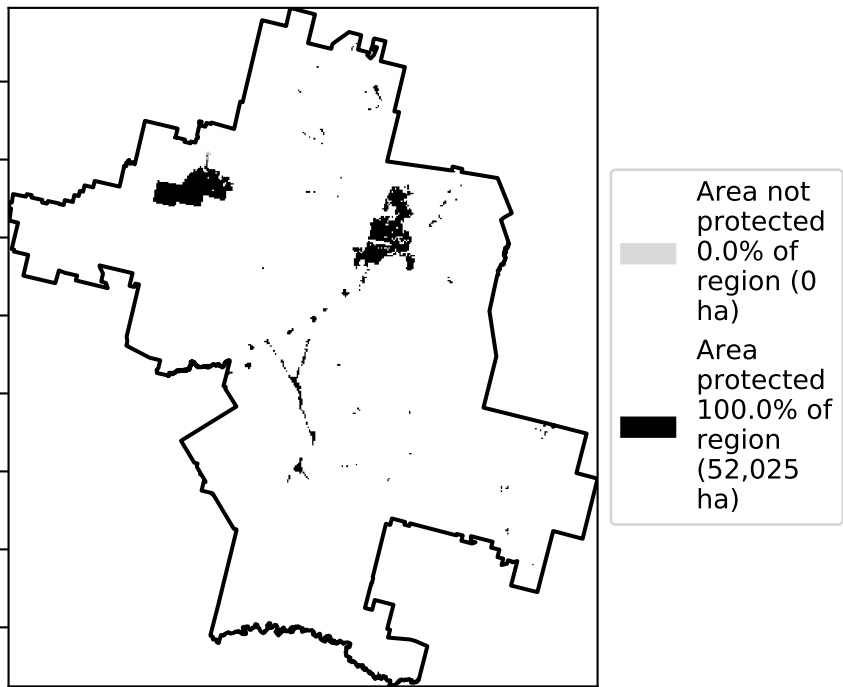 Area not
protected
0.0% of
region (0
ha)
Area
protected
100.0% of
region
(52,025
ha)